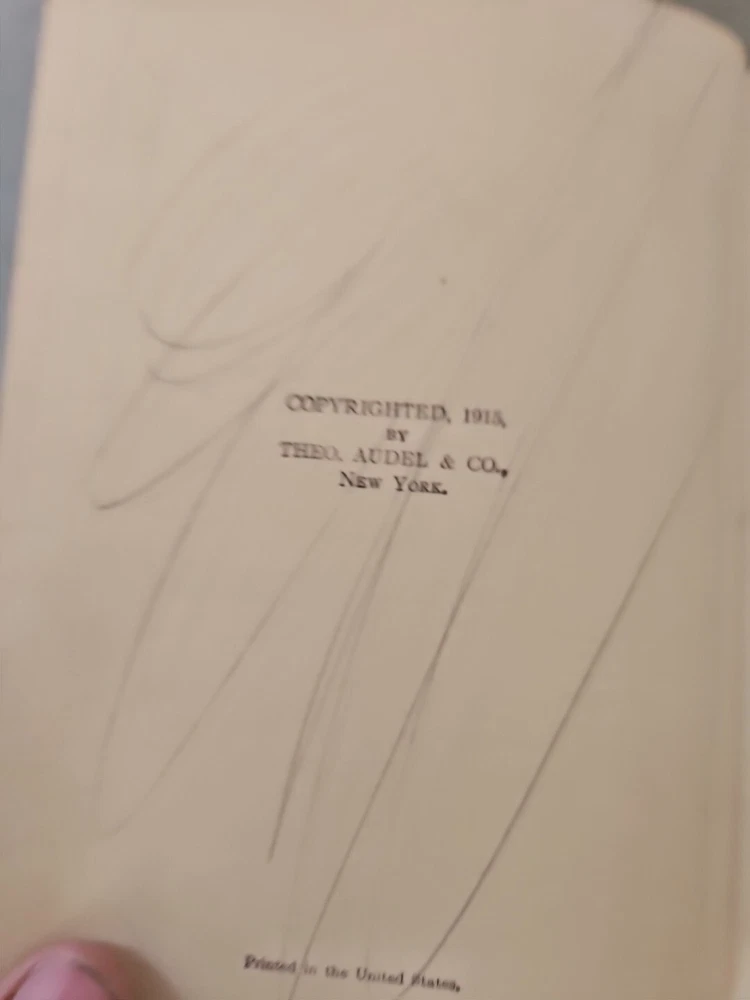 COPYRIGHTED, 1915,
BY
THEO. AUDEL & CO.,
NEW YORK.
Printed in the United States,